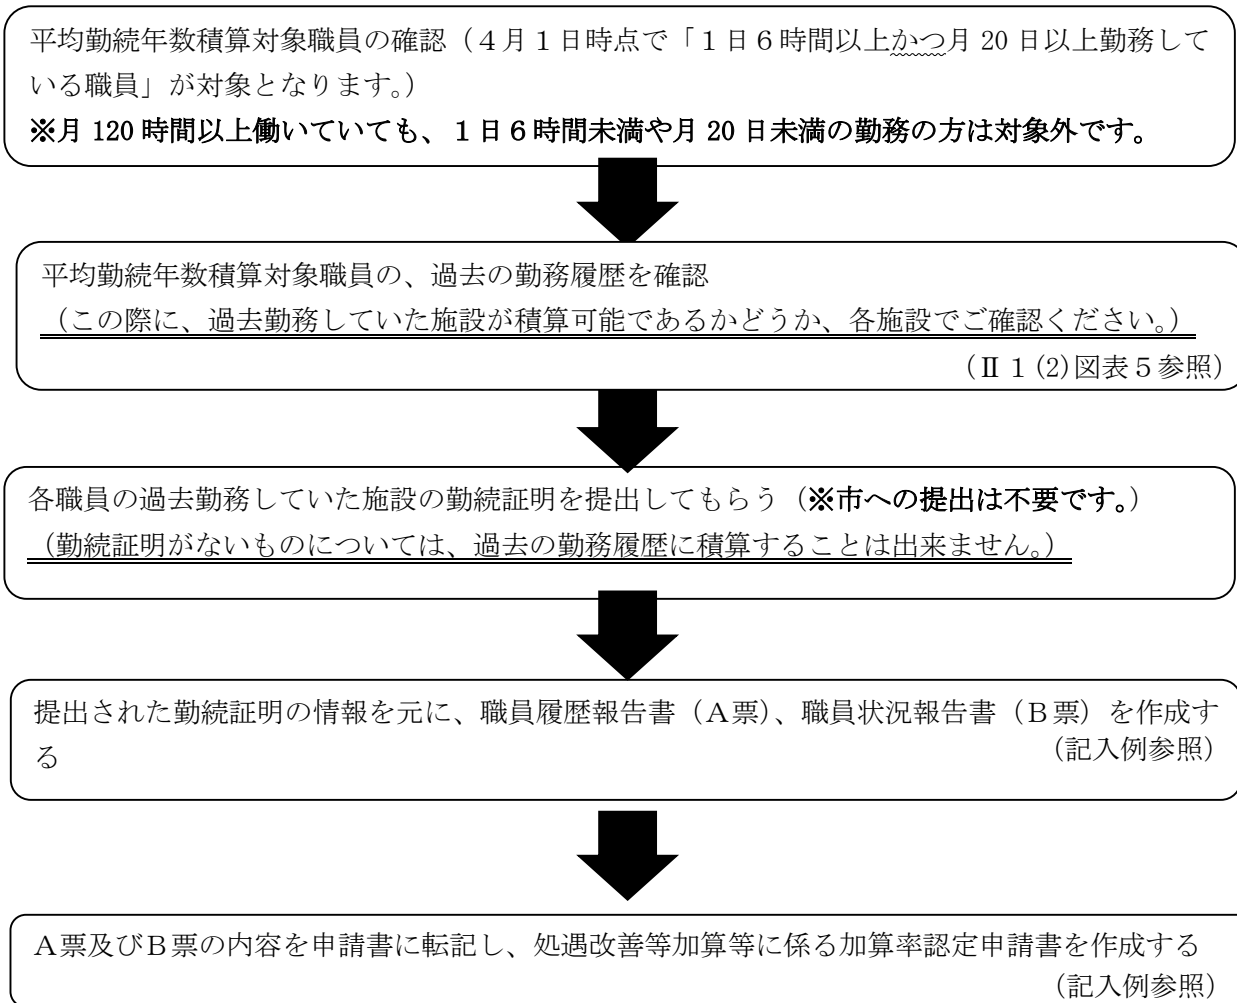 平均勤続年数積算対象職員の確認（４月１日時点で「１日６時間以上かつ月 20 日以上勤務して
いる職員」が対象となります。）
※月 120 時間以上働いていても、１日６時間未満や月 20 日未満の勤務の方は対象外です。
平均勤続年数積算対象職員の、過去の勤務履歴を確認
（この際に、過去勤務していた施設が積算可能であるかどうか、各施設でご確認ください。）
（Ⅱ１(2)図表５参照）
各職員の過去勤務していた施設の勤続証明を提出してもらう（※市への提出は不要です。）
（勤続証明がないものについては、過去の勤務履歴に積算することは出来ません。）
提出された勤続証明の情報を元に、職員履歴報告書（Ａ票）、職員状況報告書（Ｂ票）を作成す
る
（記入例参照）
Ａ票及びＢ票の内容を申請書に転記し、処遇改善等加算等に係る加算率認定申請書を作成する
（記入例参照）